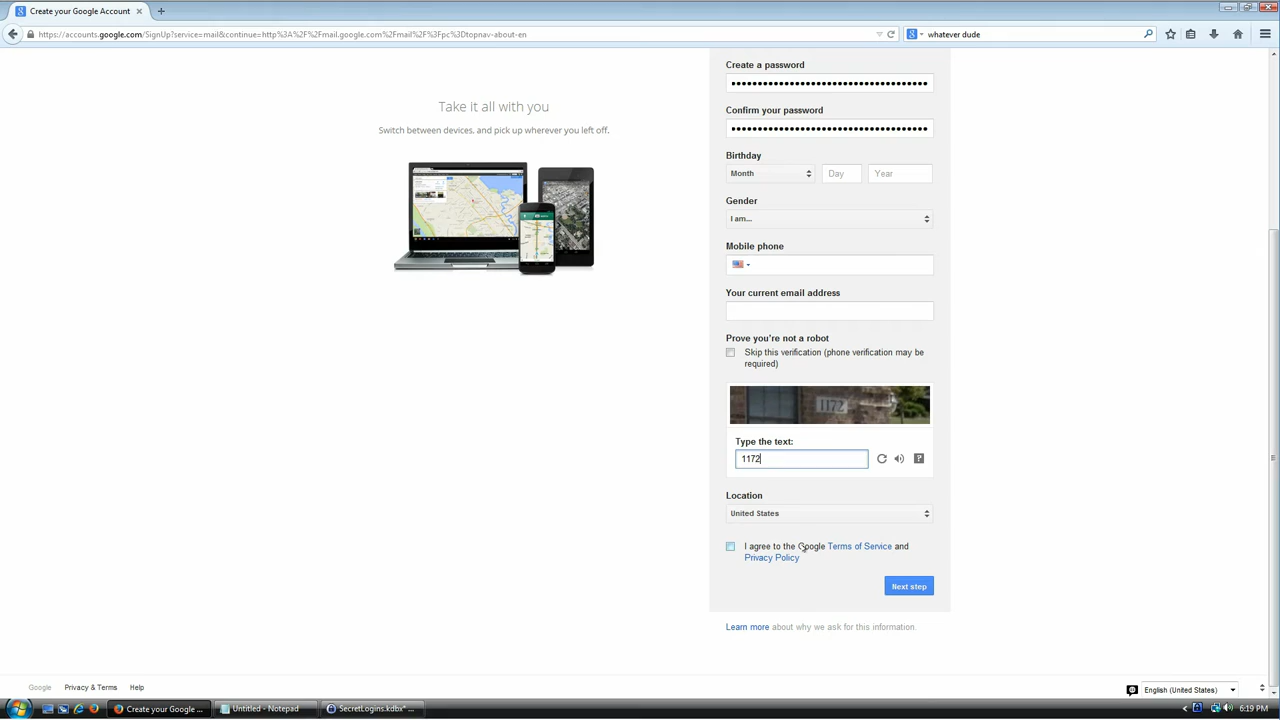 Create your Google Account
https://accounts.google.com/SignUp?service=mail&continue=http%3A%2F%2Fmail.google.com%2Fmail%2F%3Fpc%3Dtopnav-about-en
whatever dude
Take it all with you
Switch between devices, and pick up wherever you left off.
Create a password
Confirm your password
Birthday
Month Day Year
Gender
I am...
Mobile phone
Your current email address
Prove you're not a robot
Skip this verification (phone verification may be
required)
1172
Type the text:
1172
Location
United States
I agree to the Google Terms of Service and
Privacy Policy
Next step
Learn more about why we ask for this information.
Google Privacy & Terms Help
English (United States)
Create your Google ...
Untitled - Notepad
SecretLogins.kdbx* ...
6:19 PM